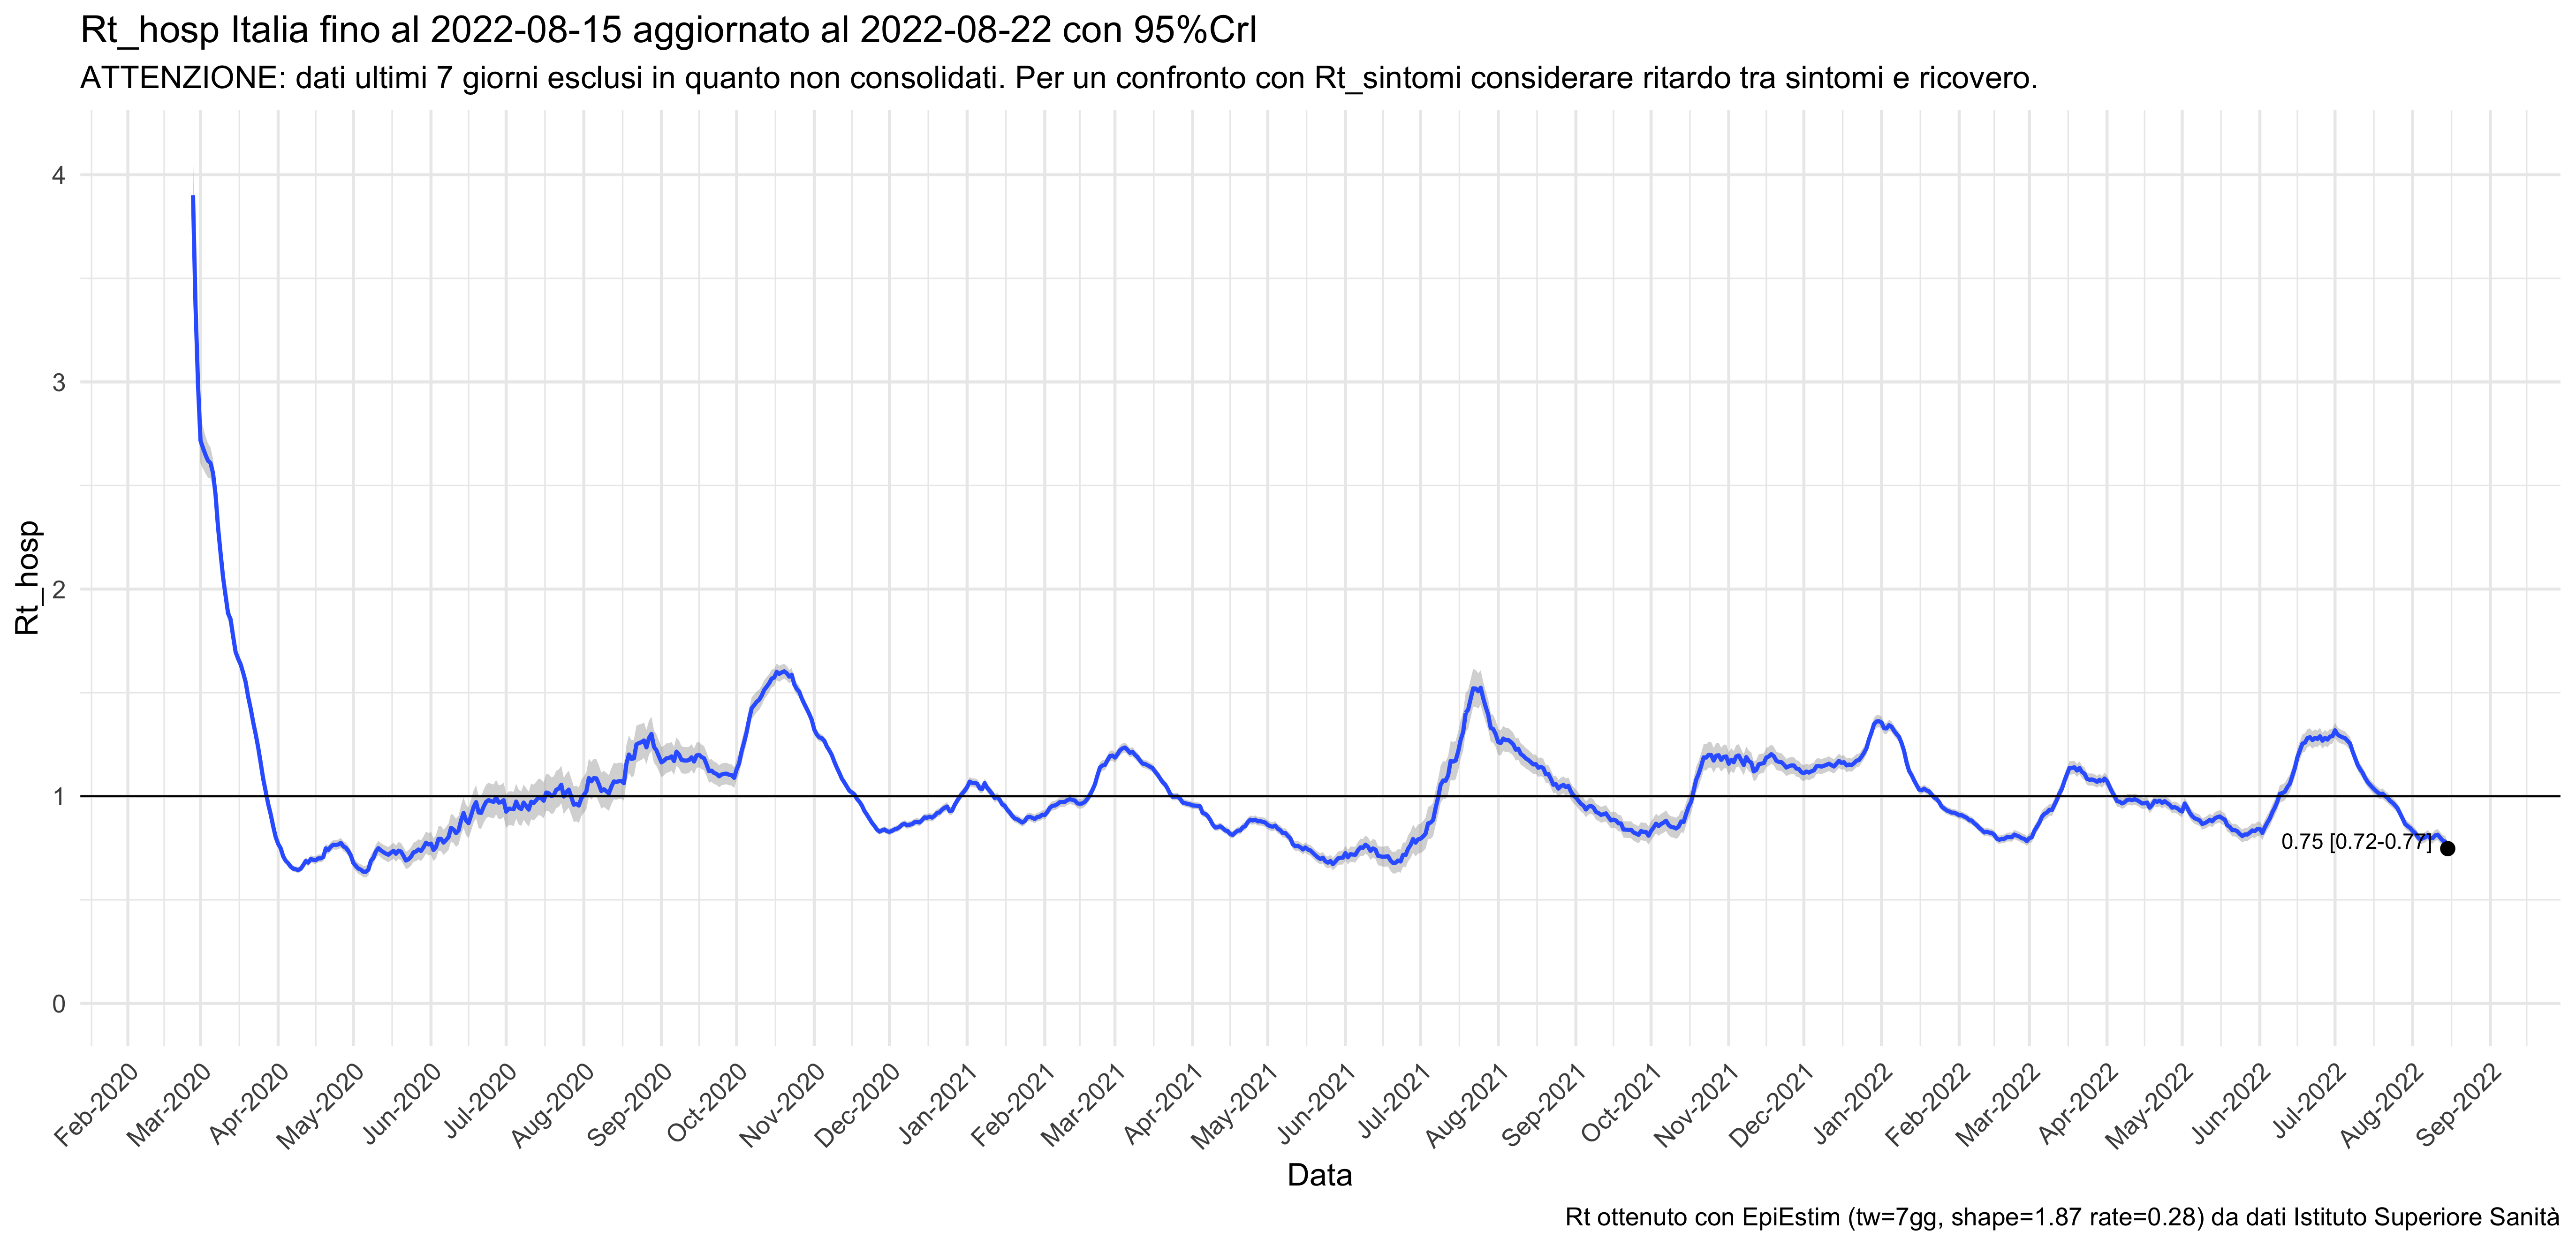 Rt_hosp Italia fino al 2022-08-15 aggiornato al 2022-08-22 con 95%CrI
ATTENZIONE: dati ultimi 7 giorni esclusi in quanto non consolidati. Per un confronto con Rt_sintomi considerare ritardo tra sintomi e ricovero.
Rt_hosp
4
3
2
1
0
0.75 [0.72-0.77]
Feb-2020
Mar-2020
Apr-2020
May-2020
Jun-2020
Jul-2020
Aug-2020
Sep-2020
Oct-2020
Nov-2020
Dec-2020
Jan-2021
Feb-2021
Mar-2021
Apr-2021
May-2021
Jun-2021
Jul-2021
Aug-2021
Sep-2021
Oct-2021
Nov-2021
Dec-2021
Jan-2022
Feb-2022
Mar-2022
Apr-2022
May-2022
Jun-2022
Jul-2022
Aug-2022
Sep-2022
Data
Rt ottenuto con EpiEstim (tw=7gg, shape=1.87 rate=0.28) da dati Istituto Superiore Sanità